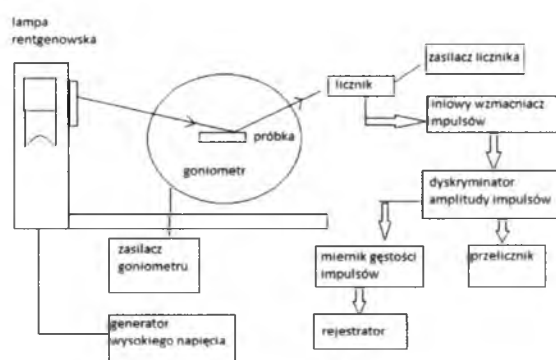 lampa
rentgenowska
zasilacz licznika
licznik
iniowy wzmacniacz
impulsów
próbka
goniometr
dyskryminator
amplitudy impulsów
zasilacz
goniometru
miernik gęstości
impulsów
przelicznik
generator
wysokiego napięcia
rejestrator